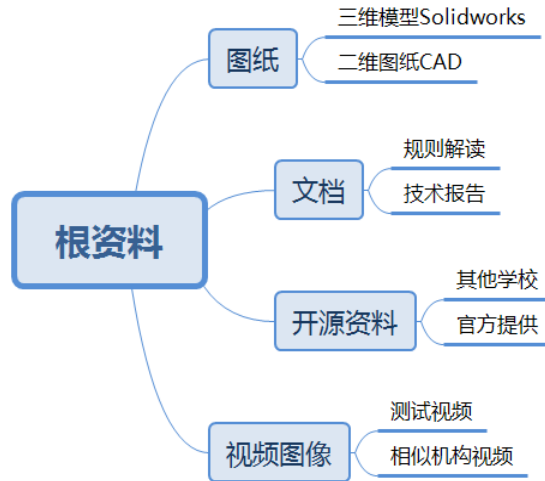 根资料
图纸
三维模型Solidworks
二维图纸CAD
文档
规则解读
技术报告
开源资料
其他学校
官方提供
视频图像
测试视频
相似机构视频